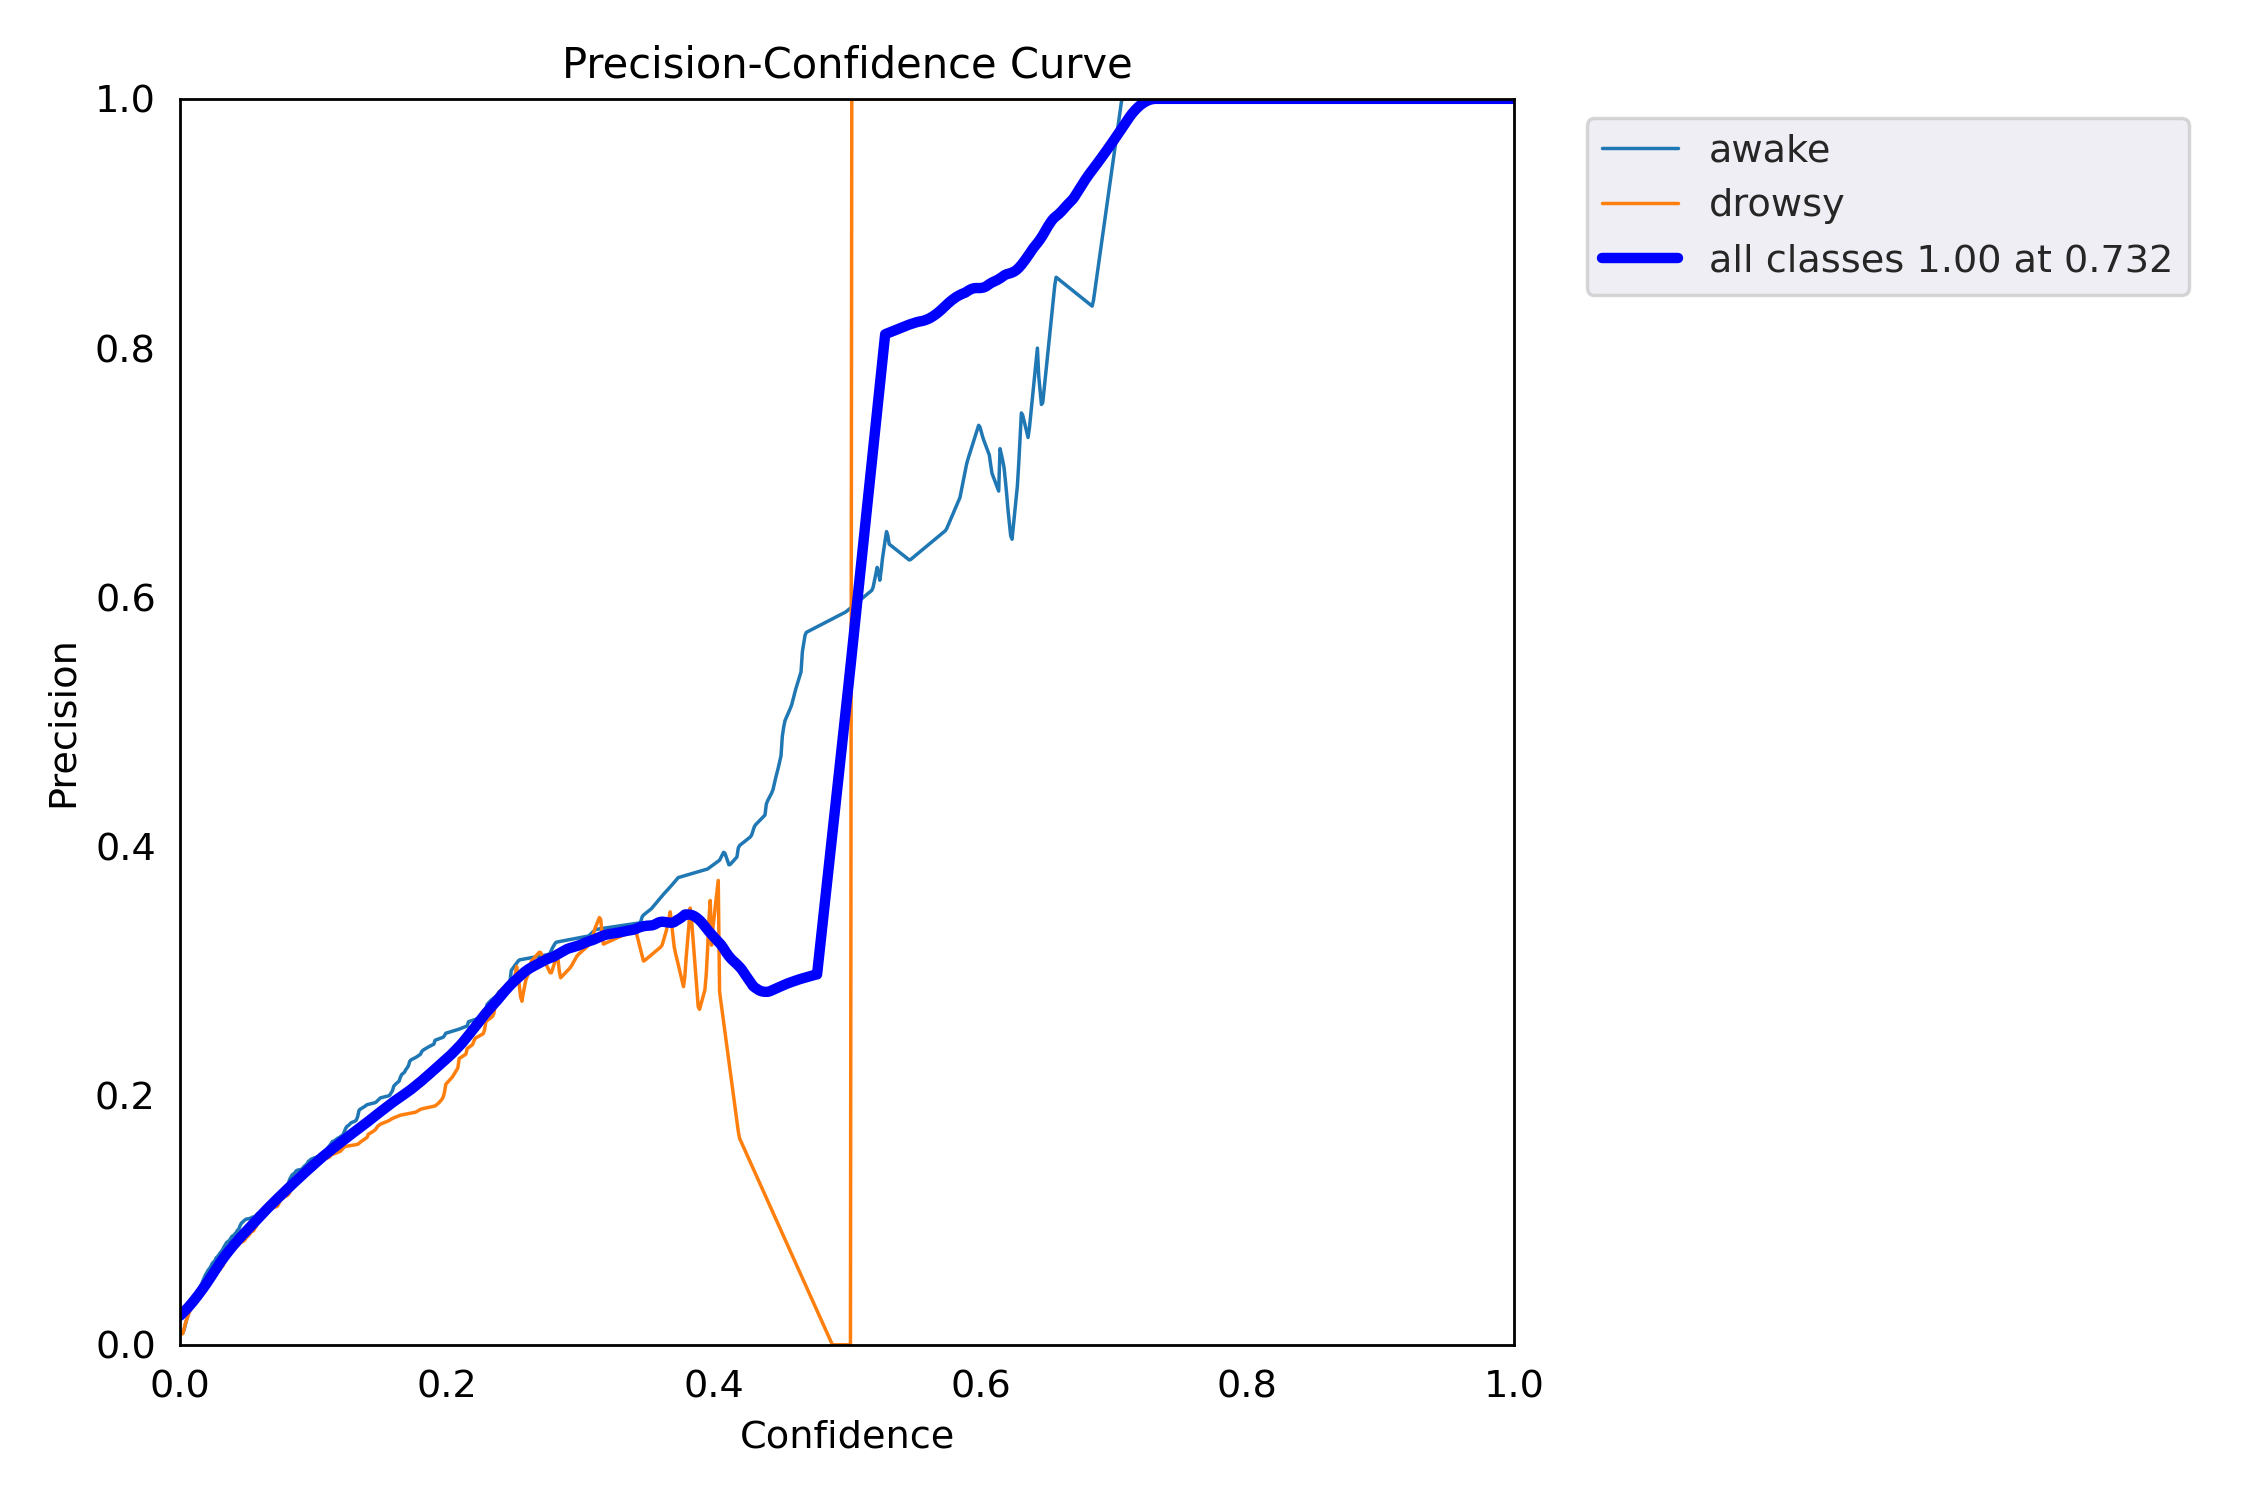 Precision-Confidence Curve
1.0
0.8
0.6
0.4
0.2
0.0
Precision
0.0 0.2 0.4 0.6 0.8 1.0
Confidence
awake
drowsy
all classes 1.00 at 0.732